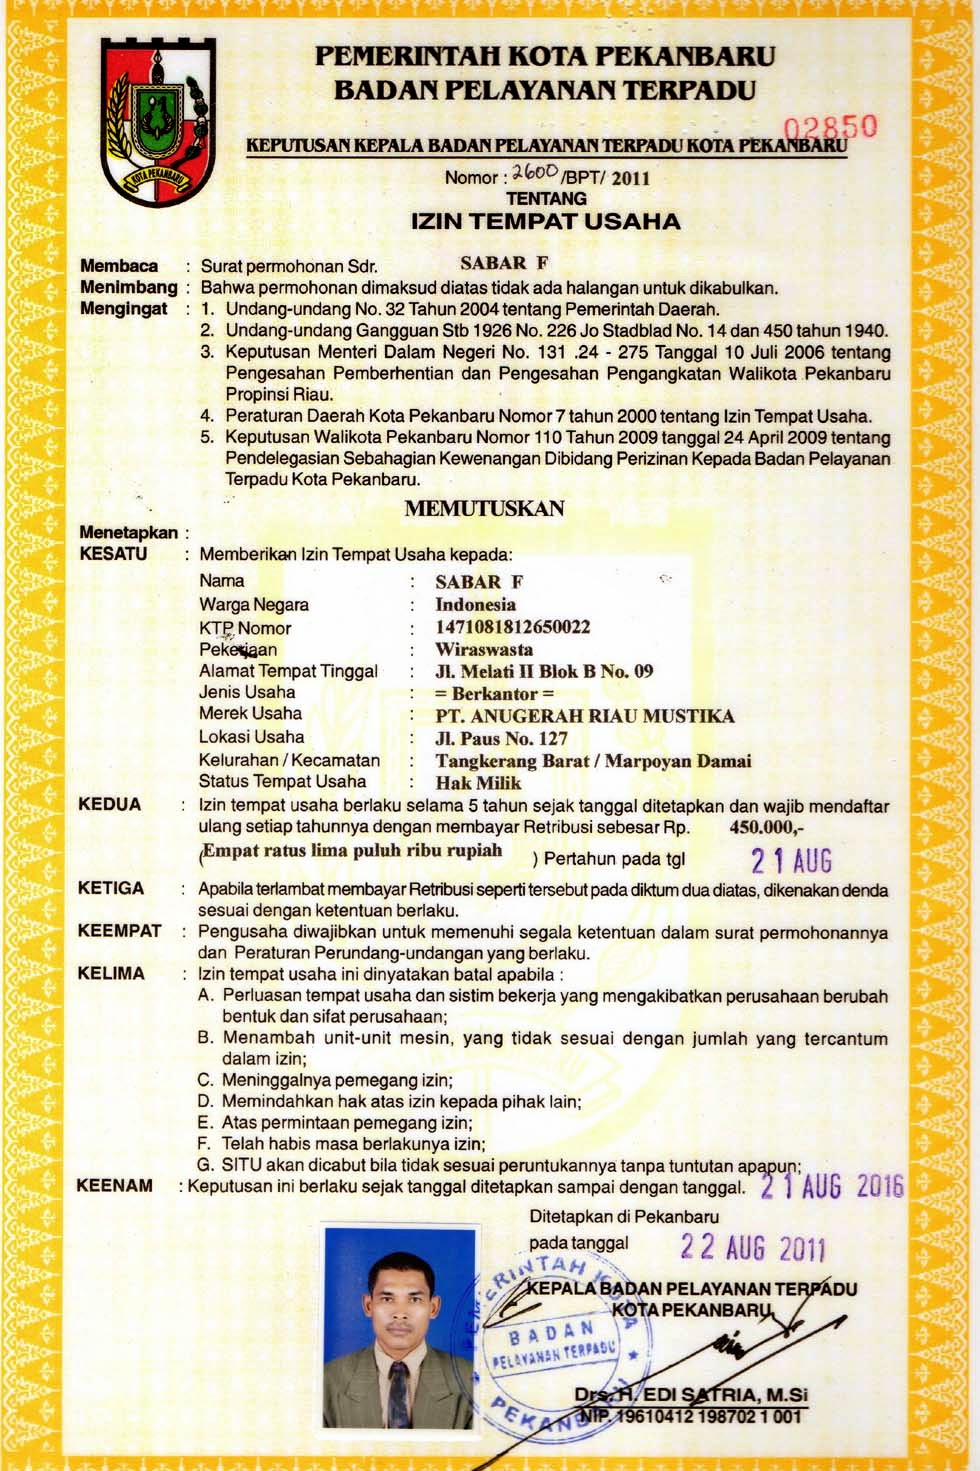 KOTA PEKANBARU
PEMERINTAH KOTA PEKANBARU
BADAN PELAYANAN TERPADU
02850
KEPUTUSAN KEPALA BADAN PELAYANAN TERPADU KOTA PEKANBARU
Nomor : 2600 /BPT/ 2011
TENTANG
IZIN TEMPAT USAHA
Membaca : Surat permohonan Sdr. SABAR F
Menimbang : Bahwa permohonan dimaksud diatas tidak ada halangan untuk dikabulkan.
Mengingat : 1. Undang-undang No. 32 Tahun 2004 tentang Pemerintah Daerah.
2. Undang-undang Gangguan Stb 1926 No. 226 Jo Stadblad No. 14 dan 450 tahun 1940.
3. Keputusan Menteri Dalam Negeri No. 131 .24 - 275 Tanggal 10 Juli 2006 tentang
Pengesahan Pemberhentian dan Pengesahan Pengangkatan Walikota Pekanbaru
Propinsi Riau.
4. Peraturan Daerah Kota Pekanbaru Nomor 7 tahun 2000 tentang Izin Tempat Usaha.
5. Keputusan Walikota Pekanbaru Nomor 110 Tahun 2009 tanggal 24 April 2009 tentang
Pendelegasian Sebahagian Kewenangan Dibidang Perizinan Kepada Badan Pelayanan
Terpadu Kota Pekanbaru.
MEMUTUSKAN
Menetapkan :
KESATU : Memberikan Izin Tempat Usaha kepada:
Nama : SABAR F
Warga Negara : Indonesia
KTP Nomor : 1471081812650022
Pekerjaan : Wiraswasta
Alamat Tempat Tinggal : Jl. Melati II Blok B No. 09
Jenis Usaha : = Berkantor =
Merek Usaha : PT. ANUGERAH RIAU MUSTIKA
Lokasi Usaha : Jl. Paus No. 127
Kelurahan / Kecamatan : Tangkerang Barat / Marpoyan Damai
Status Tempat Usaha : Hak Milik
KEDUA : Izin tempat usaha berlaku selama 5 tahun sejak tanggal ditetapkan dan wajib mendaftar
ulang setiap tahunnya dengan membayar Retribusi sebesar Rp. 450.000,-
(Empat ratus lima puluh ribu rupiah ) Pertahun pada tgl 21 AUG
KETIGA : Apabila terlambat membayar Retribusi seperti tersebut pada diktum dua diatas, dikenakan denda
sesuai dengan ketentuan berlaku.
KEEMPAT : Pengusaha diwajibkan untuk memenuhi segala ketentuan dalam surat permohonannya
dan Peraturan Perundang-undangan yang berlaku.
KELIMA : Izin tempat usaha ini dinyatakan batal apabila :
A. Perluasan tempat usaha dan sistim bekerja yang mengakibatkan perusahaan berubah
bentuk dan sifat perusahaan;
B. Menambah unit-unit mesin, yang tidak sesuai dengan jumlah yang tercantum
dalam izin;
C. Meninggalnya pemegang izin;
D. Memindahkan hak atas izin kepada pihak lain;
E. Atas permintaan pemegang izin;
F. Telah habis masa berlakunya izin;
G. SITU akan dicabut bila tidak sesuai peruntukannya tanpa tuntutan apapun;
KEENAM : Keputusan ini berlaku sejak tanggal ditetapkan sampai dengan tanggal. 21 AUG 2016
Ditetapkan di Pekanbaru
pada tanggal 22 AUG 2011
KEPALA BADAN PELAYANAN TERPADU
KOTA PEKANBARU,
PEMERINTAH KOTA
BADAN
PELAYANAN TERPADU
PEKANBARU
Drs. H. EDI SATRIA, M.Si
NIP. 19610412 198702 1 001